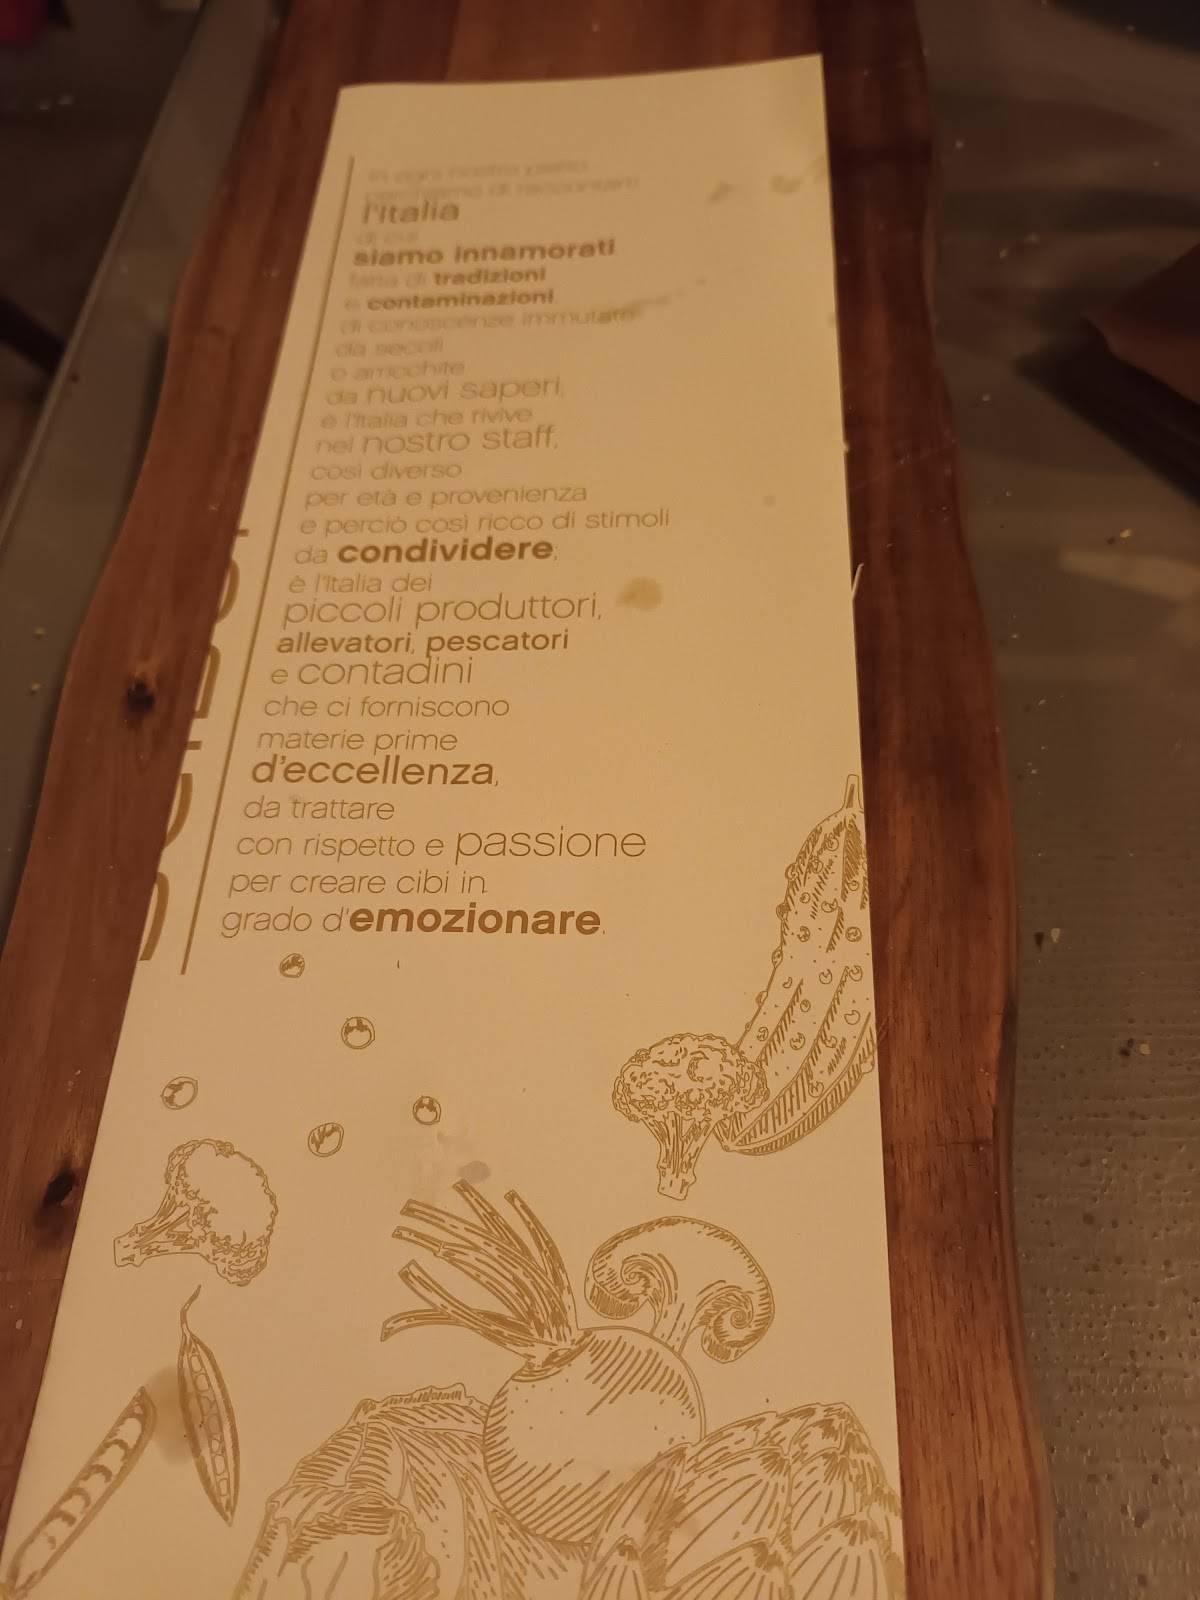 in ogni nostro piatto
cerchiamo di raccontarti
l'Italia
di cui
siamo innamorati
fatta di tradizioni
e contaminazioni,
di conoscenze immutate
da secoli
o arricchite
da nuovi saperi;
è l'Italia che rivive
nel nostro staff,
così diverso
per età e provenienza
e perciò così ricco di stimoli
da condividere;
è l'Italia dei
piccoli produttori,
allevatori, pescatori
e contadini
che ci forniscono
materie prime
d'eccellenza,
da trattare
con rispetto e passione
per creare cibi in
grado d'emozionare.